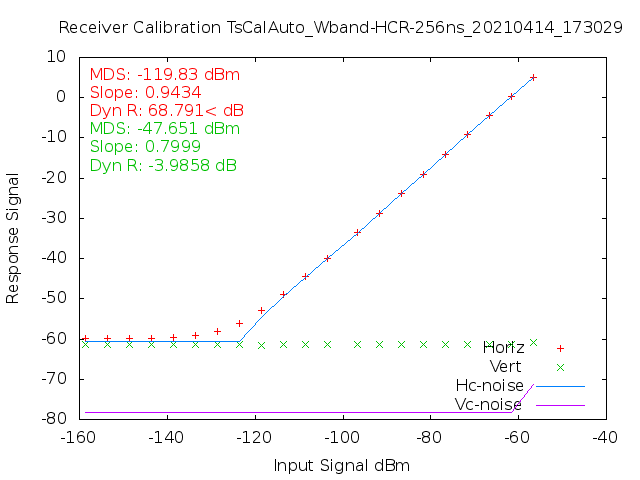 Receiver Calibration TsCalAuto_Wband-HCR-256ns_20210414_173029
10
0
-10
-20
-30
-40
-50
-60
-70
-80
Response Signal
MDS: -119.83 dBm
Slope: 0.9434
Dyn R: 68.791< dB
MDS: -47.651 dBm
Slope: 0.7999
Dyn R: -3.9858 dB
Horiz
Vert
Hc-noise
Vc-noise
-160 -140 -120 -100 -80 -60 -40
Input Signal dBm